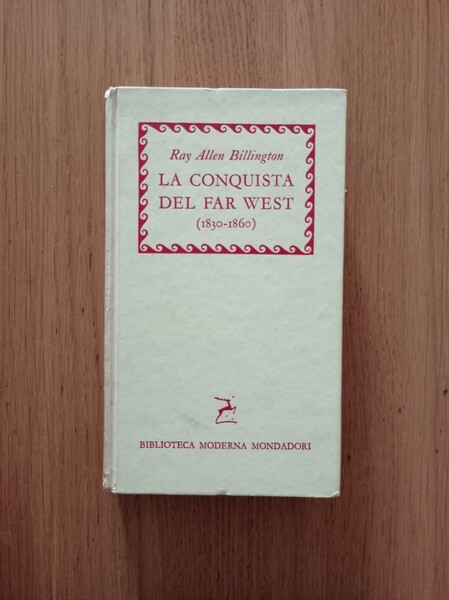 Ray Allen Billington
LA CONQUISTA
DEL FAR WEST
(1830-1860)
BIBLIOTECA MODERNA MONDADORI